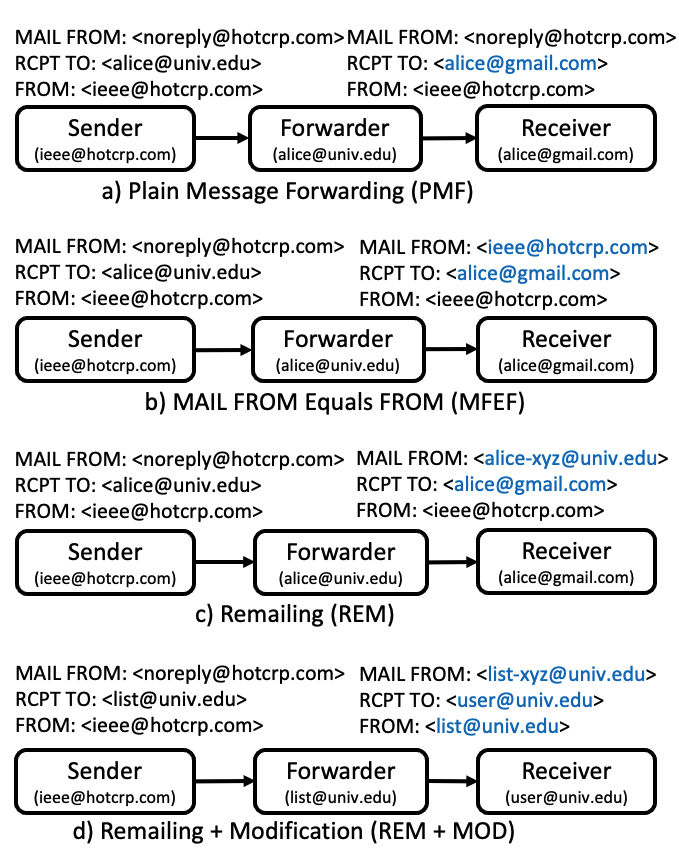 MAIL FROM: <noreply@hotcrp.com> MAIL FROM: <noreply@hotcrp.com>
RCPT TO: <alice@univ.edu> RCPT TO: <alice@gmail.com>
FROM: <ieee@hotcrp.com> FROM: <ieee@hotcrp.com>
Sender Forwarder Receiver
(ieee@hotcrp.com) (alice@univ.edu) (alice@gmail.com)
a) Plain Message Forwarding (PMF)
MAIL FROM: <noreply@hotcrp.com> MAIL FROM: <ieee@hotcrp.com>
RCPT TO: <alice@univ.edu> RCPT TO: <alice@gmail.com>
FROM: <ieee@hotcrp.com> FROM: <ieee@hotcrp.com>
Sender Forwarder Receiver
(ieee@hotcrp.com) (alice@univ.edu) (alice@gmail.com)
b) MAIL FROM Equals FROM (MFEF)
MAIL FROM: <noreply@hotcrp.com> MAIL FROM: <alice-xyz@univ.edu>
RCPT TO: <alice@univ.edu> RCPT TO: <alice@gmail.com>
FROM: <ieee@hotcrp.com> FROM: <ieee@hotcrp.com>
Sender Forwarder Receiver
(ieee@hotcrp.com) (alice@univ.edu) (alice@gmail.com)
c) Remailing (REM)
MAIL FROM: <noreply@hotcrp.com> MAIL FROM: <list-xyz@univ.edu>
RCPT TO: <list@univ.edu> RCPT TO: <user@univ.edu>
FROM: <ieee@hotcrp.com> FROM: <list@univ.edu>
Sender Forwarder Receiver
(ieee@hotcrp.com) (list@univ.edu) (user@univ.edu)
d) Remailing + Modification (REM + MOD)